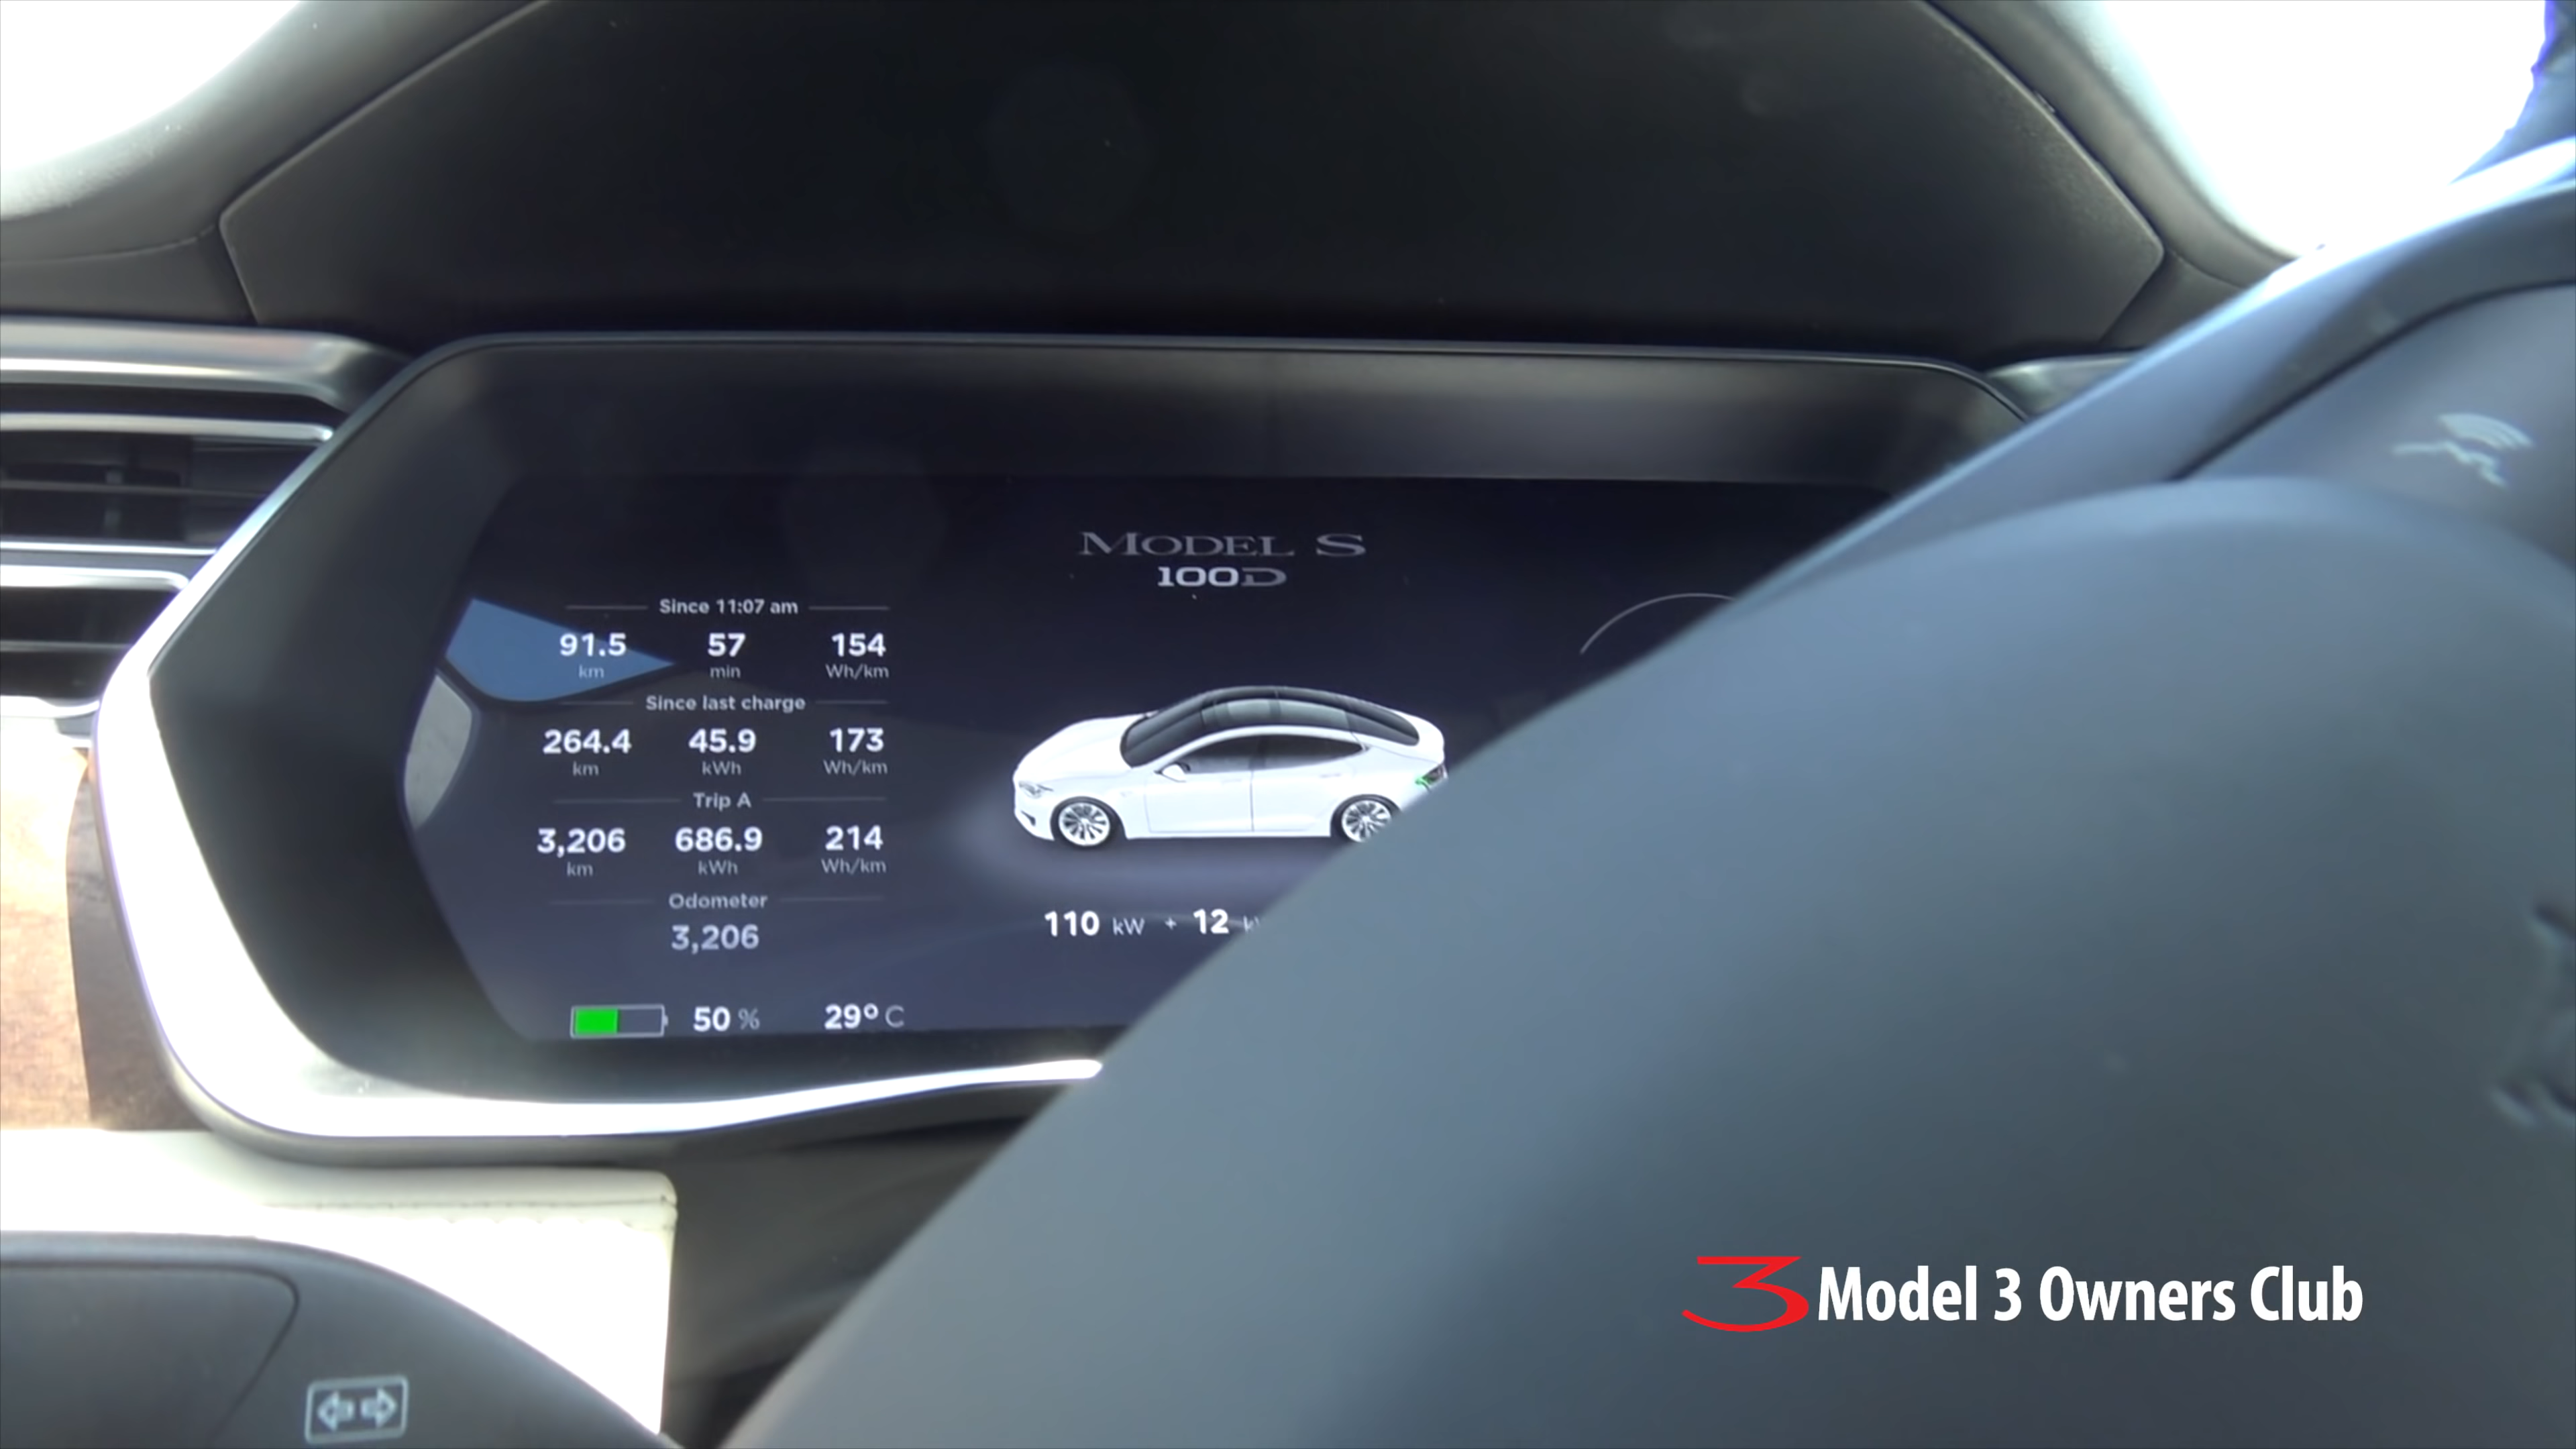 MODEL S
100D
Since 11:07 am
91.5 57 154
km min Wh/km
Since last charge
264.4 45.9 173
km kWh Wh/km
Trip A
3,206 686.9 214
km kWh Wh/km
Odometer
3,206
110 kW + 12
50 % 29° C
3 Model 3 Owners Club